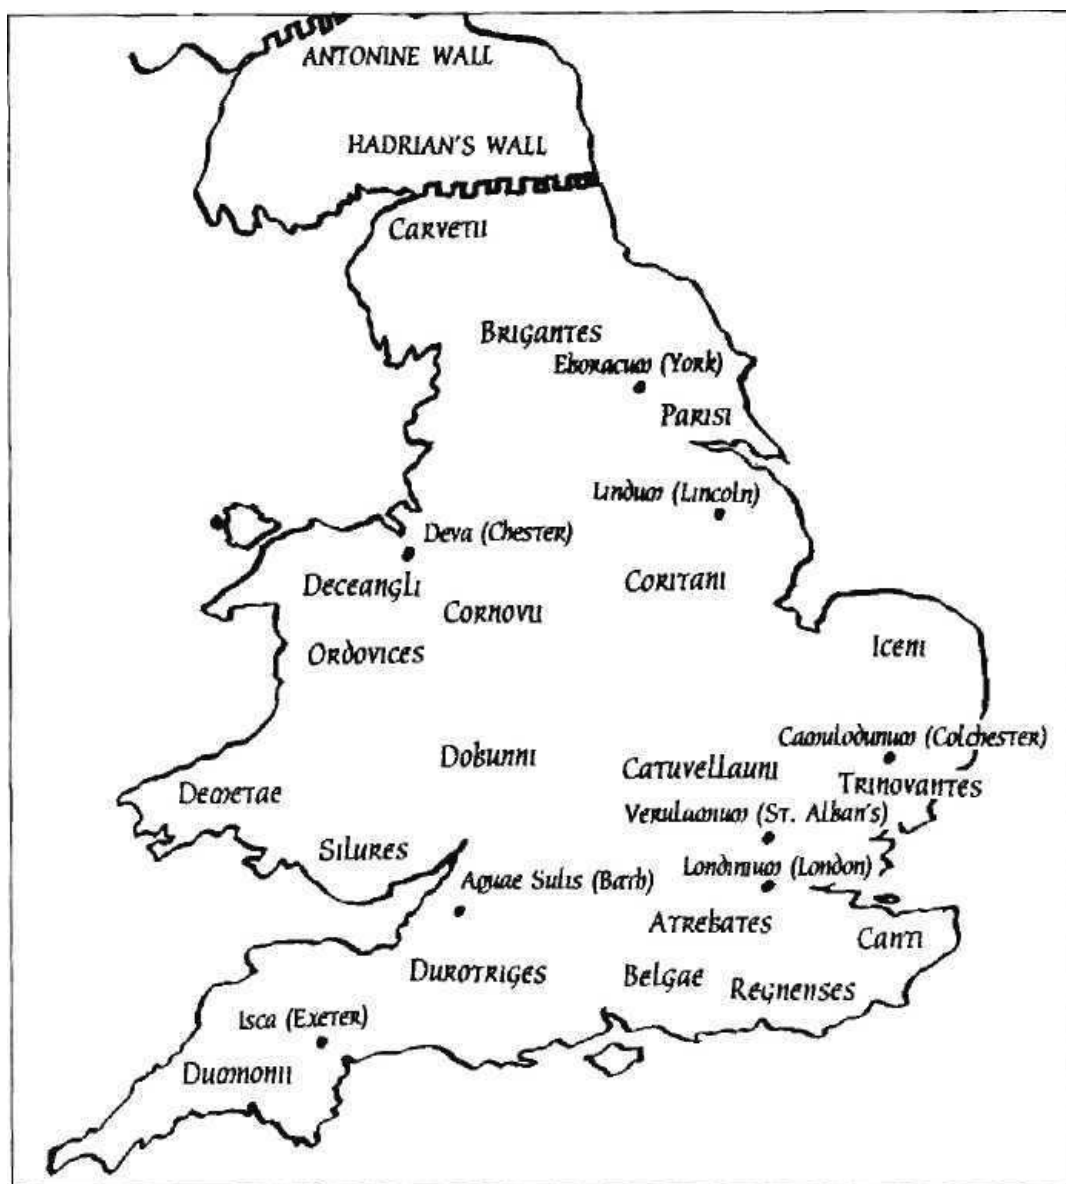 ANTONINE WALL
HADRIAN'S WALL
CARVETII
BRIGANTES
Eboracum (York)
PARISI
Lindum (Lincoln)
Deva (Chester)
DECEANGLI
CORITANI
CORNOVII
ICENI
ORDOVICES
Camulodunum (Colchester)
DOBUNNI
CATUVELLAUNI
TRINOVANTES
DEMETAE
Verulamium (St. Alban's)
SILURES
Londinium (London)
Aquae Sulis (Bath)
ATREBATES
CANTI
DUROTRIGES
BELGAE
REGNENSES
Isca (Exeter)
DUMNONII